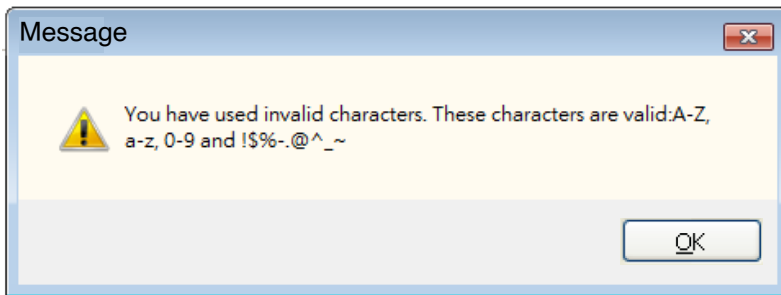 Message
You have used invalid characters. These characters are valid:A-Z,
a-z, 0-9 and !$%-.@^_~
OK